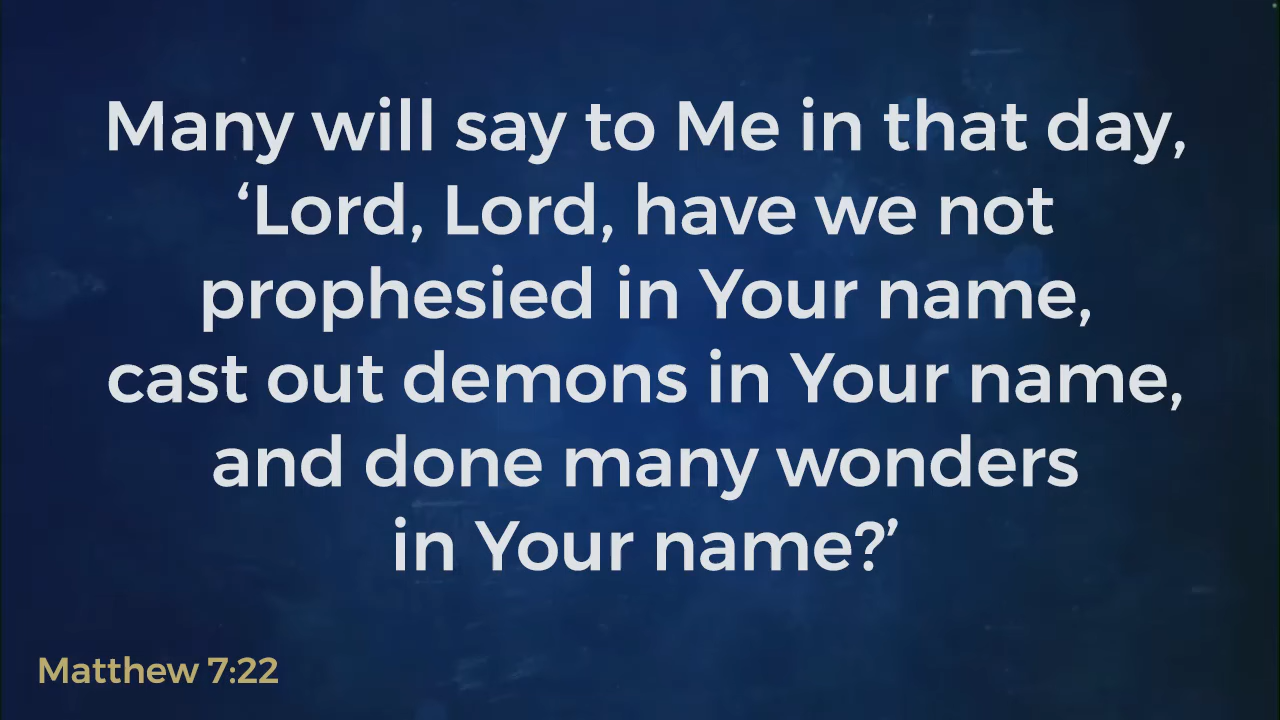 Many will say to Me in that day,
‘Lord, Lord, have we not
prophesied in Your name,
cast out demons in Your name,
and done many wonders
in Your name?’
Matthew 7:22